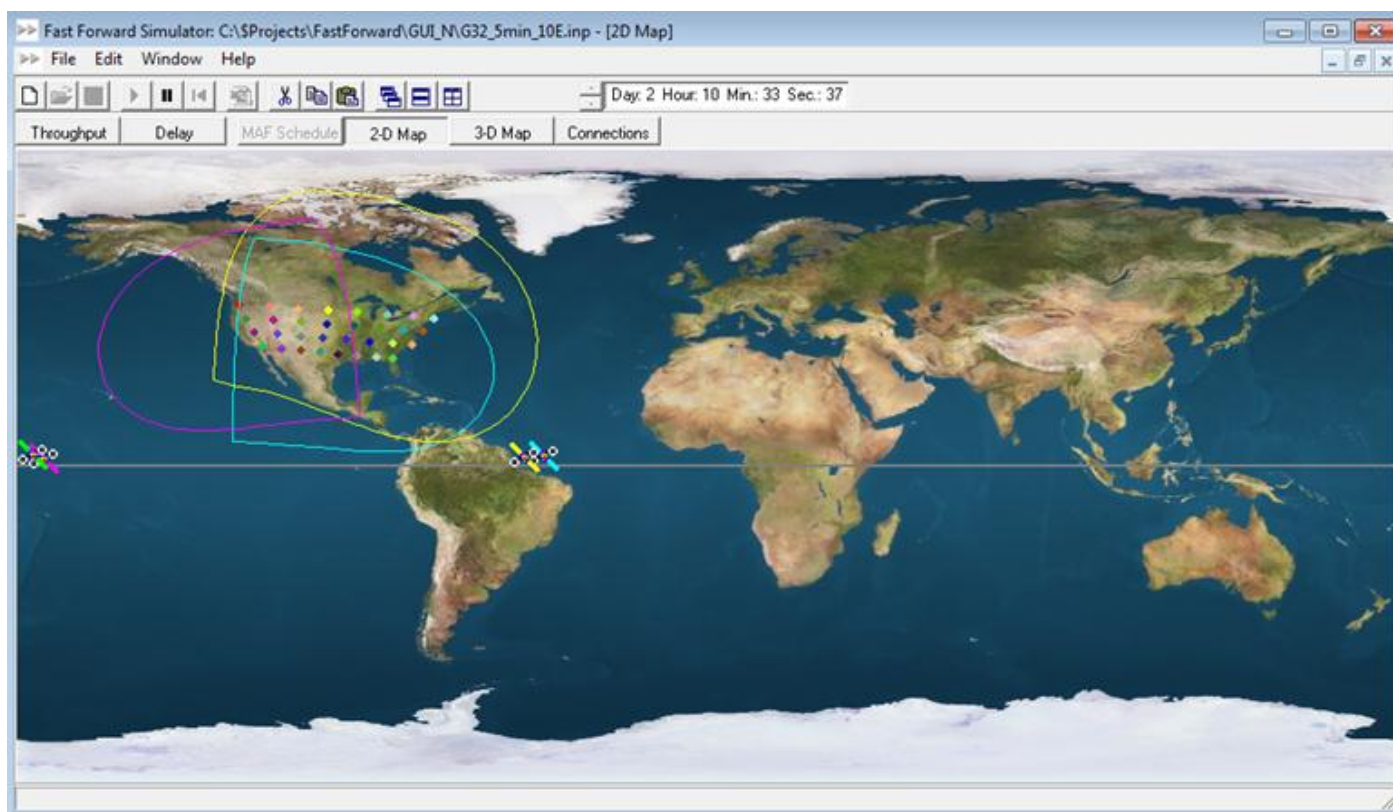 Fast Forward Simulator: C:\$Projects\FastForward\GUI_N\G32_5min_10E.inp - [2D Map]
File Edit Window Help
Day: 2 Hour: 10 Min.: 33 Sec.: 37
Throughput Delay MAF Schedule 2-D Map 3-D Map Connections